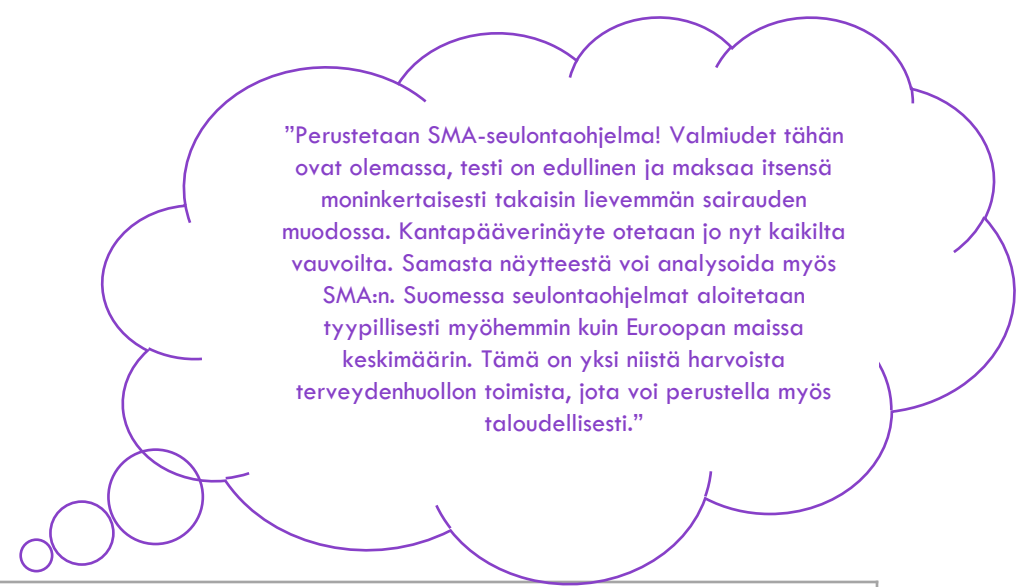 ”Perustetaan SMA-seulontaohjelma! Valmiudet tähän
ovat olemassa, testi on edullinen ja maksaa itsensä
moninkertaisesti takaisin lievemmän sairauden
muodossa. Kantapääverinäyte otetaan jo nyt kaikilta
vauvoilta. Samasta näytteestä voi analysoida myös
SMA:n. Suomessa seulontaohjelmat aloitetaan
tyypillisesti myöhemmin kuin Euroopan maissa
keskimäärin. Tämä on yksi niistä harvoista
terveydenhuollon toimista, jota voi perustella myös
taloudellisesti.”